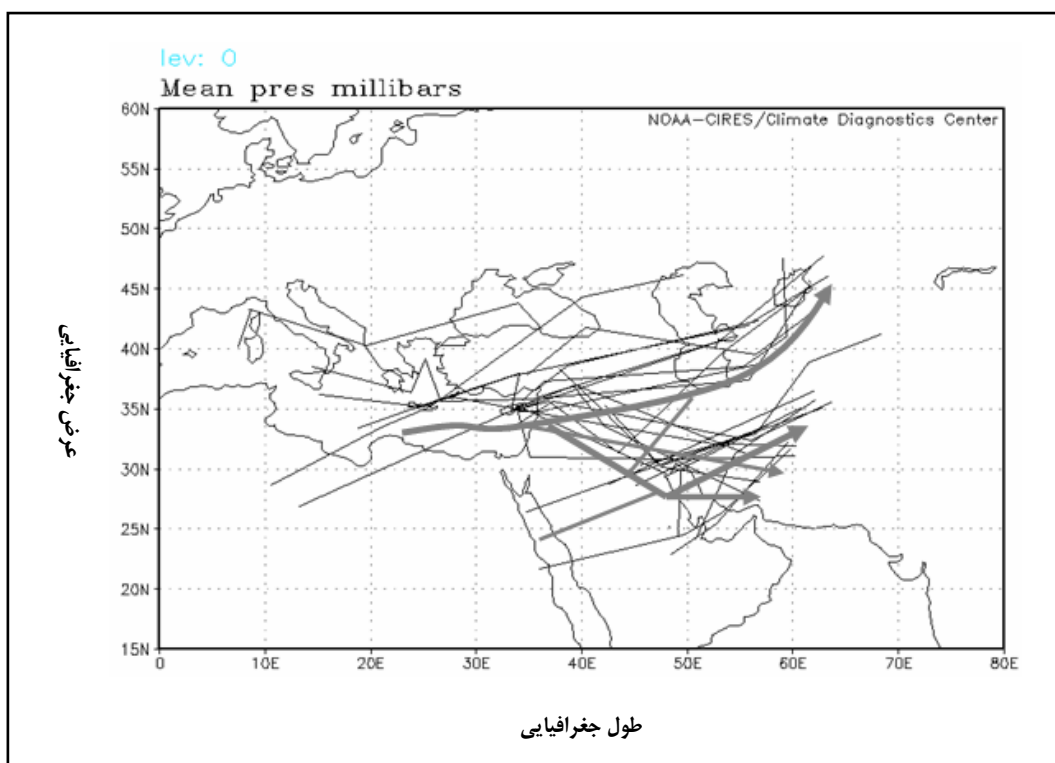 lev: 0
Mean pres millibars
NOAA-CIRES/Climate Diagnostics Center
60N
55N
50N
45N
40N
35N
30N
25N
20N
15N
0
10E
20E
30E
40E
50E
60E
70E
80E
عرض جغرافیایی
طول جغرافیایی